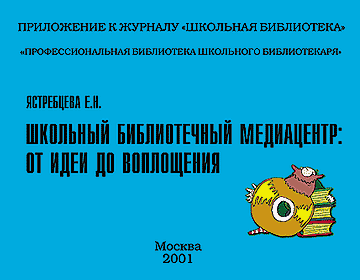 ПРИЛОЖЕНИЕ К ЖУРНАЛУ «ШКОЛЬНАЯ БИБЛИОТЕКА»
«ПРОФЕССИОНАЛЬНАЯ БИБЛИОТЕКА ШКОЛЬНОГО БИБЛИОТЕКАРЯ»
ЯСТРЕБЦЕВА Е.Н.
ШКОЛЬНЫЙ БИБЛИОТЕЧНЫЙ МЕДИАЦЕНТР:
ОТ ИДЕИ ДО ВОПЛОЩЕНИЯ
Москва
2001